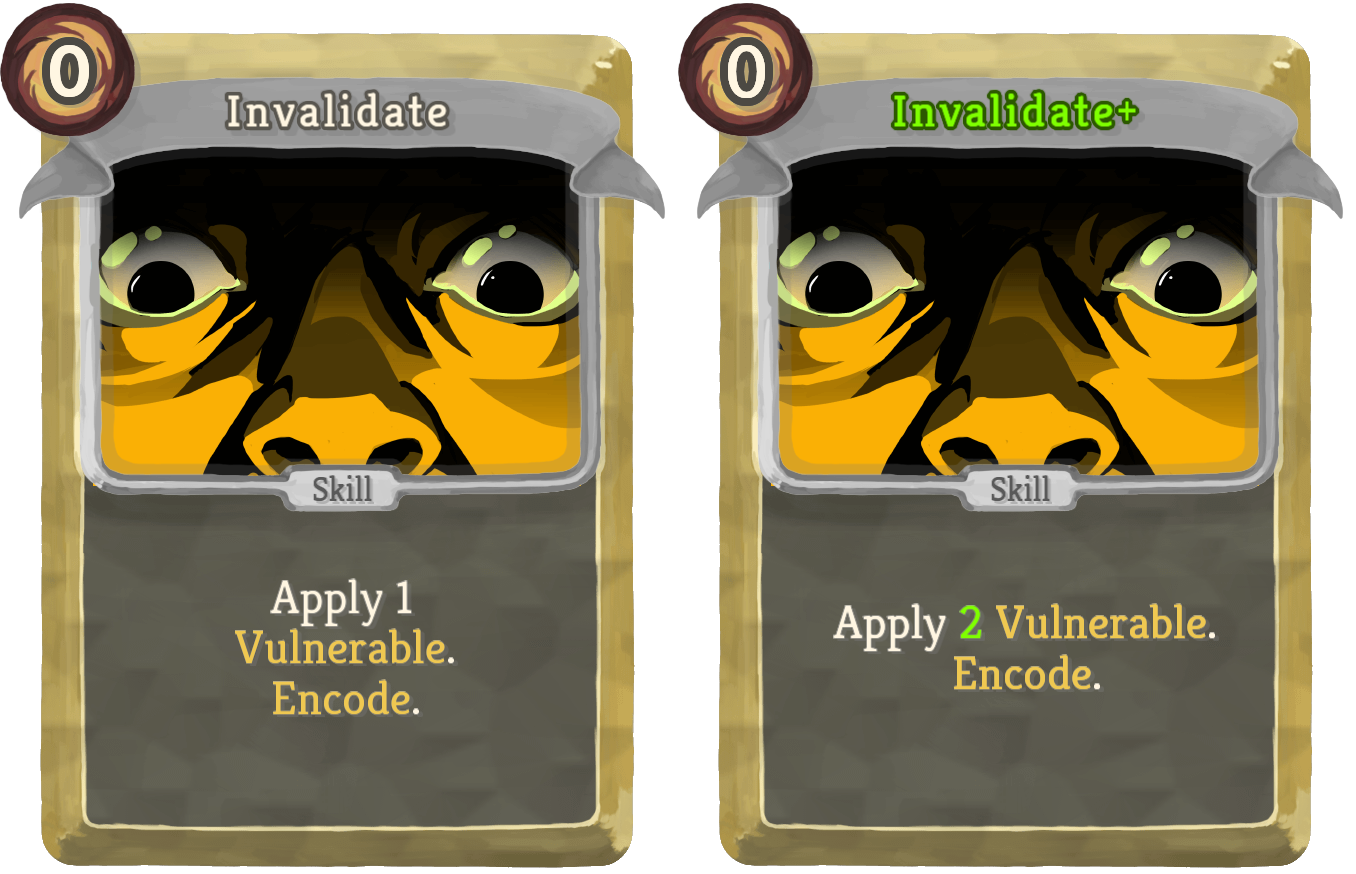 0
Invalidate
Skill
Apply 1
Vulnerable.
Encode.
0
Invalidate+
Skill
Apply 2 Vulnerable.
Encode.